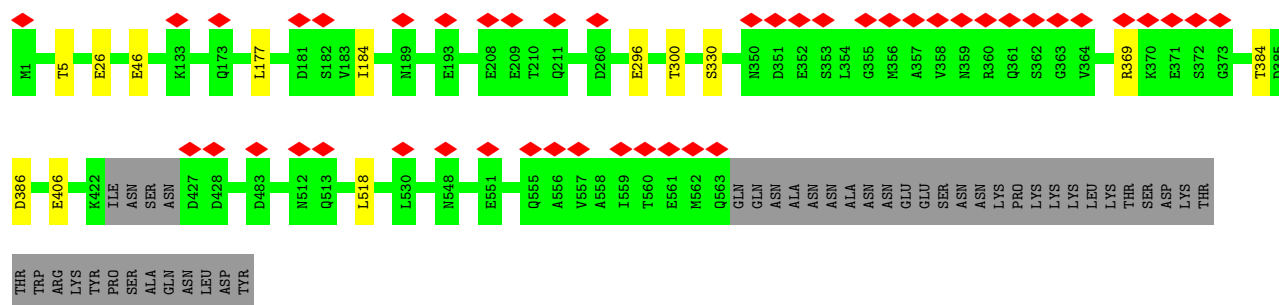 M1 T5 E26 E46 K133 Q173 L177 D181 S182 V183 I184 N189 E193 E208 E209 T210 Q211 D260 E296 T300 S330 N350 D351 E352 S353 L354 G355 M356 A357 V358 N359 R360 Q361 S362 G363 V364 R369 K370 E371 S372 G373 T384 D385
D386 E406 K422 ILE ASN SER ASN D427 D428 D483 N512 Q513 L518 L530 N548 E551 Q555 A556 V557 A558 I559 T560 E561 M562 Q563 GLN GLN ASN ALA ASN ASN ALA ASN ASN GLU GLU SER ASN ASN LYS PRO LYS LYS LYS LEU LYS THR SER ASP LYS THR
THR TRP ARG LYS TYR PRO SER ALA GLN ASN LEU ASP TYR